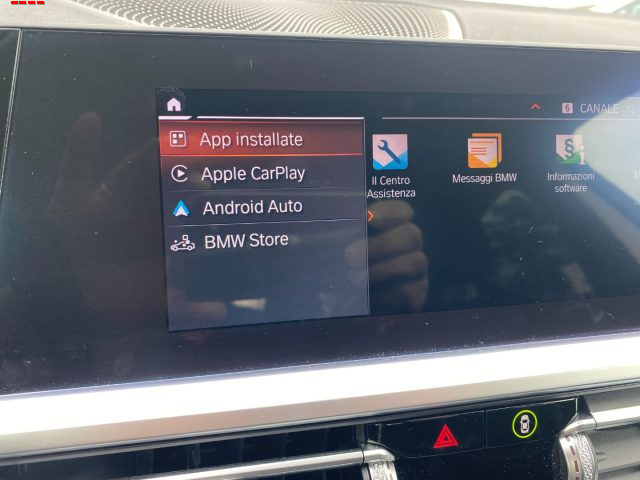 6 CANALE
App installate
Apple CarPlay
Android Auto
BMW Store
Il Centro
Assistenza
Messaggi BMW
Informazioni
software